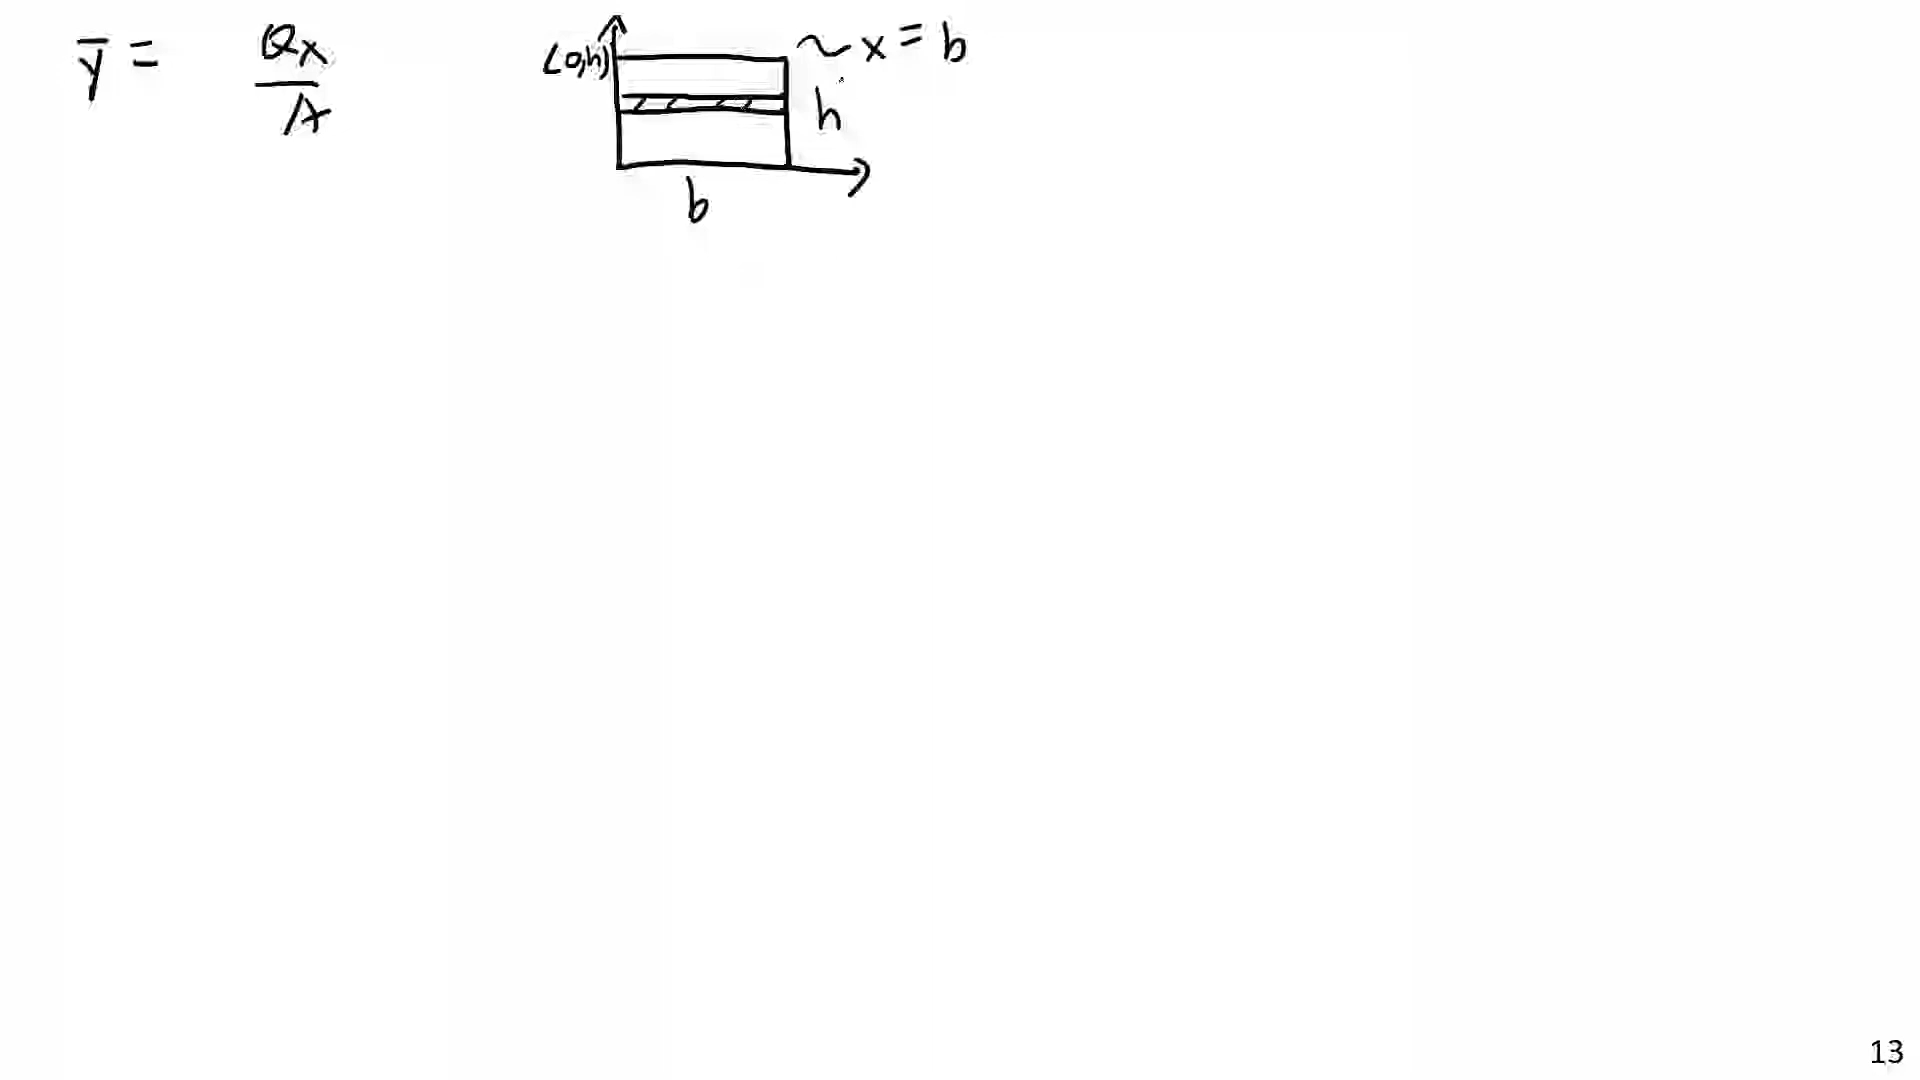 ȳ = Qx / A
(0,h)
~ x = b
h
b
13